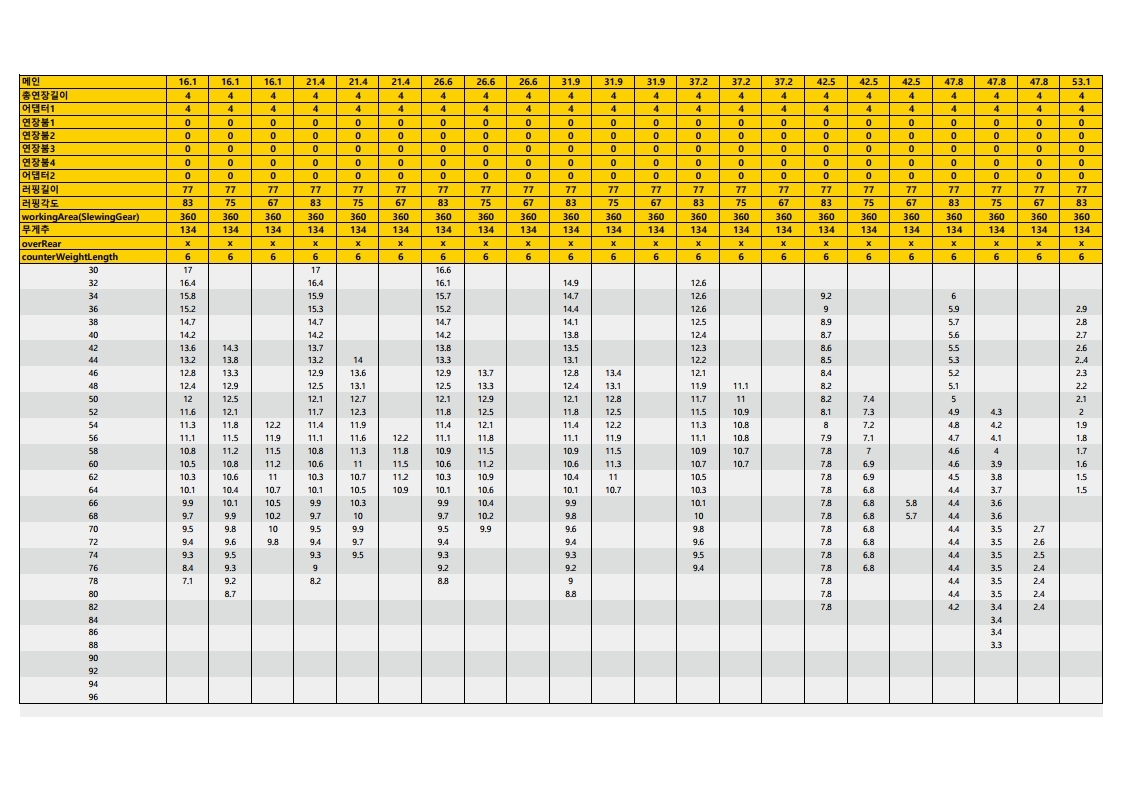 메인 16.1 16.1 16.1 21.4 21.4 21.4 26.6 26.6 26.6 31.9 31.9 31.9 37.2 37.2 37.2 42.5 42.5 42.5 47.8 47.8 47.8 53.1
총연장길이 4 4 4 4 4 4 4 4 4 4 4 4 4 4 4 4 4 4 4 4 4 4
어댑터1 4 4 4 4 4 4 4 4 4 4 4 4 4 4 4 4 4 4 4 4 4 4
연장붐1 0 0 0 0 0 0 0 0 0 0 0 0 0 0 0 0 0 0 0 0 0 0
연장붐2 0 0 0 0 0 0 0 0 0 0 0 0 0 0 0 0 0 0 0 0 0 0
연장붐3 0 0 0 0 0 0 0 0 0 0 0 0 0 0 0 0 0 0 0 0 0 0
연장붐4 0 0 0 0 0 0 0 0 0 0 0 0 0 0 0 0 0 0 0 0 0 0
어댑터2 0 0 0 0 0 0 0 0 0 0 0 0 0 0 0 0 0 0 0 0 0 0
러핑길이 77 77 77 77 77 77 77 77 77 77 77 77 77 77 77 77 77 77 77 77 77 77
러핑각도 83 75 67 83 75 67 83 75 67 83 75 67 83 75 67 83 75 67 83 75 67 83
workingArea(SlewingGear) 360 360 360 360 360 360 360 360 360 360 360 360 360 360 360 360 360 360 360 360 360 360
무게추 134 134 134 134 134 134 134 134 134 134 134 134 134 134 134 134 134 134 134 134 134 134
overRear x x x x x x x x x x x x x x x x x x x x x x
counterWeightLength 6 6 6 6 6 6 6 6 6 6 6 6 6 6 6 6 6 6 6 6 6 6
30 17 17 16.6
32 16.4 16.4 16.1 14.9 12.6
34 15.8 15.9 15.7 14.7 12.6 9.2 6
36 15.2 15.3 15.2 14.4 12.6 9 5.9 2.9
38 14.7 14.7 14.7 14.1 12.5 8.9 5.7 2.8
40 14.2 14.2 14.2 13.8 12.4 8.7 5.6 2.7
42 13.6 14.3 13.7 13.8 13.5 12.3 8.6 5.5 2.6
44 13.2 13.8 13.2 14 13.3 13.1 12.2 8.5 5.3 2..4
46 12.8 13.3 12.9 13.6 12.9 13.7 12.8 13.4 12.1 8.4 5.2 2.3
48 12.4 12.9 12.5 13.1 12.5 13.3 12.4 13.1 11.9 11.1 8.2 5.1 2.2
50 12 12.5 12.1 12.7 12.1 12.9 12.1 12.8 11.7 11 8.2 7.4 5 2.1
52 11.6 12.1 11.7 12.3 11.8 12.5 11.8 12.5 11.5 10.9 8.1 7.3 4.9 4.3 2
54 11.3 11.8 12.2 11.4 11.9 11.4 12.1 11.4 12.2 11.3 10.8 8 7.2 4.8 4.2 1.9
56 11.1 11.5 11.9 11.1 11.6 12.2 11.1 11.8 11.1 11.9 11.1 10.8 7.9 7.1 4.7 4.1 1.8
58 10.8 11.2 11.5 10.8 11.3 11.8 10.9 11.5 10.9 11.5 10.9 10.7 7.8 7 4.6 4 1.7
60 10.5 10.8 11.2 10.6 11 11.5 10.6 11.2 10.6 11.3 10.7 10.7 7.8 6.9 4.6 3.9 1.6
62 10.3 10.6 11 10.3 10.7 11.2 10.3 10.9 10.4 11 10.5 7.8 6.9 4.5 3.8 1.5
64 10.1 10.4 10.7 10.1 10.5 10.9 10.1 10.6 10.1 10.7 10.3 7.8 6.8 4.4 3.7 1.5
66 9.9 10.1 10.5 9.9 10.3 9.9 10.4 9.9 10.1 7.8 6.8 5.8 4.4 3.6
68 9.7 9.9 10.2 9.7 10 9.7 10.2 9.8 10 7.8 6.8 5.7 4.4 3.6
70 9.5 9.8 10 9.5 9.9 9.5 9.9 9.6 9.8 7.8 6.8 4.4 3.5 2.7
72 9.4 9.6 9.8 9.4 9.7 9.4 9.4 9.6 7.8 6.8 4.4 3.5 2.6
74 9.3 9.5 9.3 9.5 9.3 9.3 9.5 7.8 6.8 4.4 3.5 2.5
76 8.4 9.3 9 9.2 9.2 9.4 7.8 6.8 4.4 3.5 2.4
78 7.1 9.2 8.2 8.8 9 7.8 4.4 3.5 2.4
80 8.7 8.8 7.8 4.4 3.5 2.4
82 7.8 4.2 3.4 2.4
84 3.4
86 3.4
88 3.3
90
92
94
96